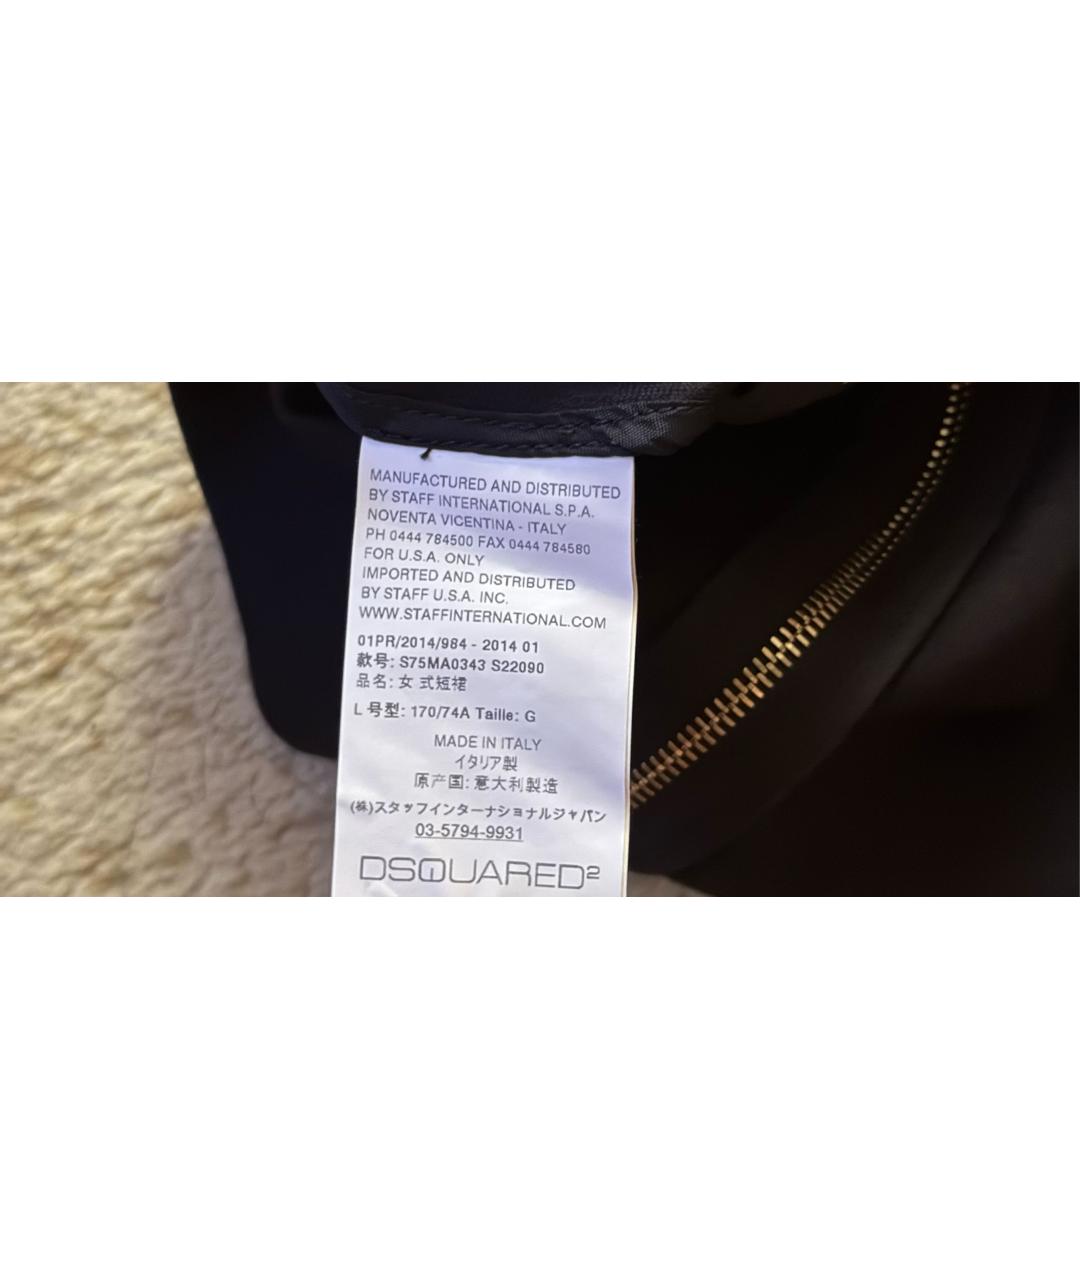 MANUFACTURED AND DISTRIBUTED
BY STAFF INTERNATIONAL S.P.A.
NOVENTA VICENTINA - ITALY
PH 0444 784500 FAX 0444 784580
FOR U.S.A. ONLY
IMPORTED AND DISTRIBUTED
BY STAFF U.S.A. INC.
WWW.STAFFINTERNATIONAL.COM
01PR/2014/984 - 2014 01
款号: S75MA0343 S22090
品名: 女 式短裙
L 号型: 170/74A Taille: G
MADE IN ITALY
イタリア製
原产国: 意大利製造
(株)スタッフインターナショナルジャパン
03-5794-9931
DSQUARED²